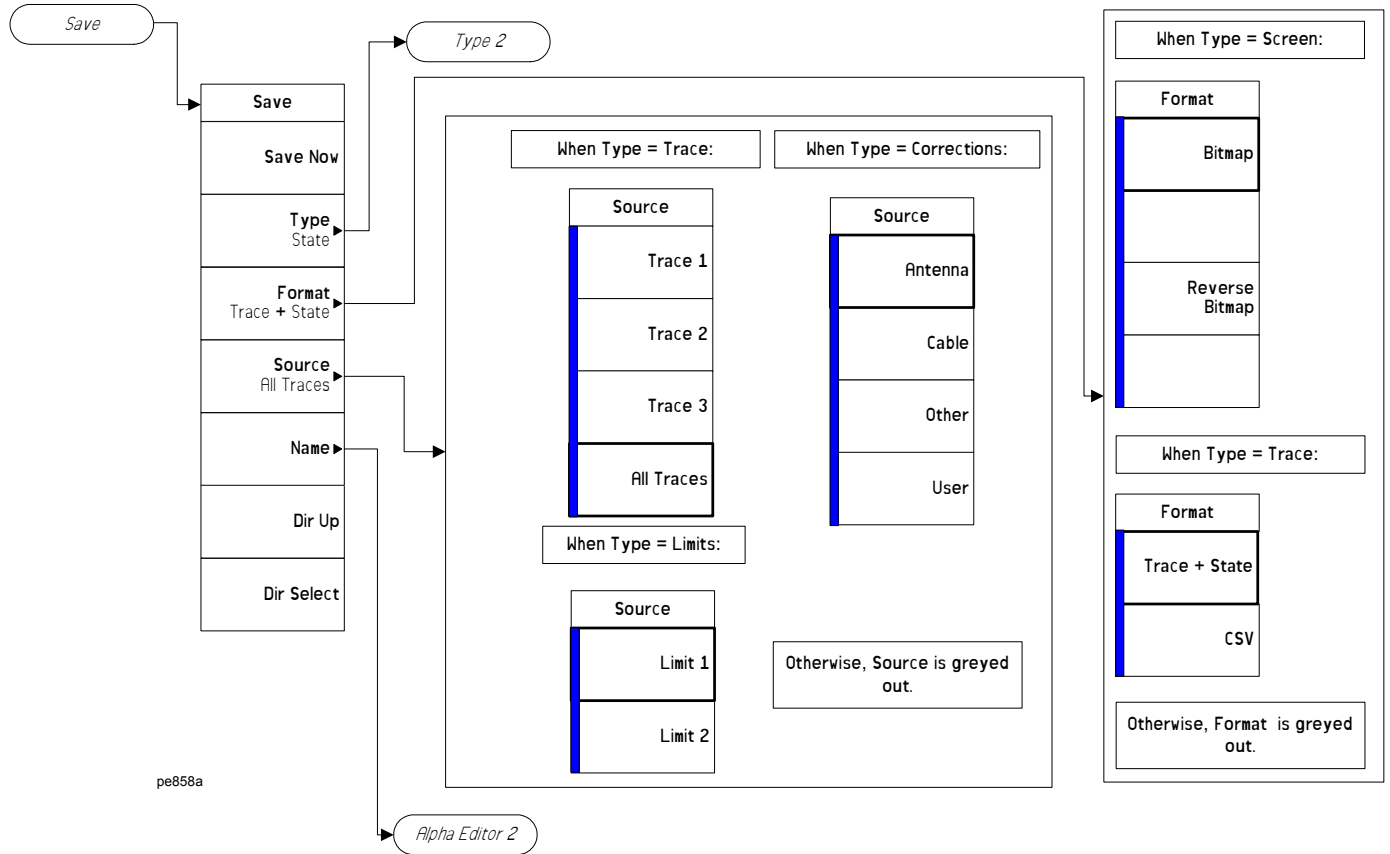 Save
Type 2
Save
Save Now
Type
State
Format
Trace + State
Source
All Traces
Name
Dir Up
Dir Select
When Type = Trace:
Source
Trace 1
Trace 2
Trace 3
All Traces
When Type = Corrections:
Source
Antenna
Cable
Other
User
When Type = Limits:
Source
Limit 1
Limit 2
Otherwise, Source is greyed
out.
When Type = Screen:
Format
Bitmap
Reverse
Bitmap
When Type = Trace:
Format
Trace + State
CSV
Otherwise, Format is greyed
out.
pe858a
Alpha Editor 2